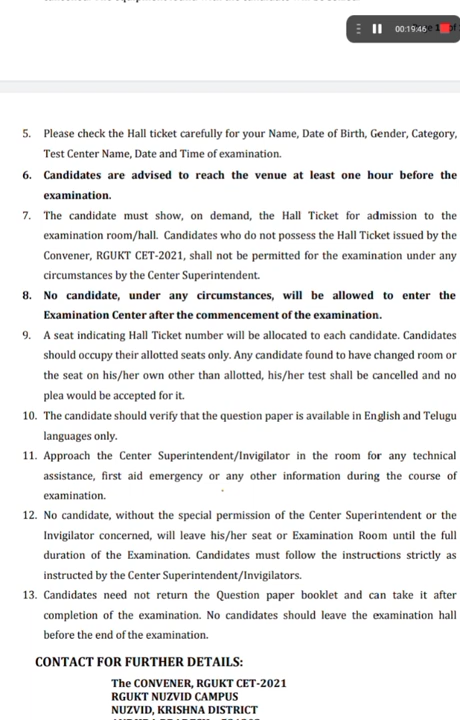 00:19:46
5. Please check the Hall ticket carefully for your Name, Date of Birth, Gender, Category,
Test Center Name, Date and Time of examination.
6. Candidates are advised to reach the venue at least one hour before the
examination.
7. The candidate must show, on demand, the Hall Ticket for admission to the
examination room/hall. Candidates who do not possess the Hall Ticket issued by the
Convener, RGUKT CET-2021, shall not be permitted for the examination under any
circumstances by the Center Superintendent.
8. No candidate, under any circumstances, will be allowed to enter the
Examination Center after the commencement of the examination.
9. A seat indicating Hall Ticket number will be allocated to each candidate. Candidates
should occupy their allotted seats only. Any candidate found to have changed room or
the seat on his/her own other than allotted, his/her test shall be cancelled and no
plea would be accepted for it.
10. The candidate should verify that the question paper is available in English and Telugu
languages only.
11. Approach the Center Superintendent/Invigilator in the room for any technical
assistance, first aid emergency or any other information during the course of
examination.
12. No candidate, without the special permission of the Center Superintendent or the
Invigilator concerned, will leave his/her seat or Examination Room until the full
duration of the Examination. Candidates must follow the instructions strictly as
instructed by the Center Superintendent/Invigilators.
13. Candidates need not return the Question paper booklet and can take it after
completion of the examination. No candidates should leave the examination hall
before the end of the examination.
CONTACT FOR FURTHER DETAILS:
The CONVENER, RGUKT CET-2021
RGUKT NUZVID CAMPUS
NUZVID, KRISHNA DISTRICT